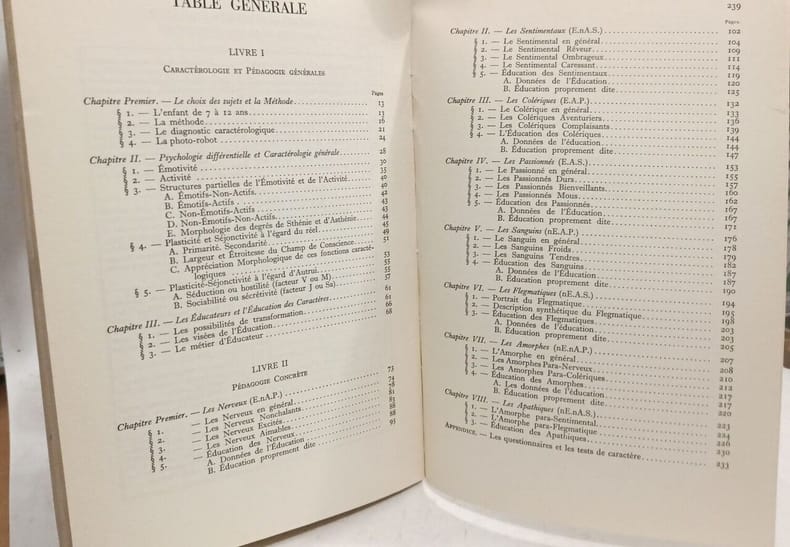 TABLE GÉNÉRALE
LIVRE I
CARACTÉROLOGIE ET PÉDAGOGIE GÉNÉRALES
Pages
Chapitre Premier. — Le choix des sujets et la Méthode 13
§ 1. — L'enfant de 7 à 12 ans 13
§ 2. — La méthode 16
§ 3. — Le diagnostic caractérologique 21
§ 4. — La photo-robot 24
Chapitre II. — Psychologie différentielle et Caractérologie générale 28
§ 1. — Émotivité 30
§ 2. — Activité 35
§ 3. — Structures partielles de l'Émotivité et de l'Activité 40
A. Émotifs-Non-Actifs 40
B. Émotifs-Actifs 42
C. Non-Émotifs-Actifs 43
D. Non-Émotifs-Non-Actifs 43
E. Morphologie des degrés de Sthénie et d'Asthénie 44
§ 4. — Plasticité et Séjonctivité à l'égard du réel 45
A. Primarité. Secondarité 49
B. Largeur et Étroitesse du Champ de Conscience 51
C. Appréciation Morphologique de ces fonctions caractérologiques 53
§ 5. — Plasticité-Séjonctivité à l'égard d'Autrui 55
A. Séduction ou hostilité (facteur V ou M) 55
B. Sociabilité ou sécrétivité (facteur J ou Sa) 57
Chapitre III. — Les Éducateurs et l'Éducation des Caractères 61
§ 1. — Les possibilités de transformation 61
§ 2. — Les visées de l'Éducation 66
§ 3. — Le métier d'Éducateur 68
LIVRE II
PÉDAGOGIE CONCRÈTE
Chapitre Premier. — Les Nerveux (E.nA.P.) 73
§ 1. — Les Nerveux en général 74
§ 2. — Les Nerveux Nonchalants 78
§ 3. — Les Nerveux Excités 81
§ 4. — Les Nerveux Aimables 83
§ 5. — Éducation des Nerveux 88
A. Données de l'Éducation 88
B. Éducation proprement dite 95
239
Pages
Chapitre II. — Les Sentimentaux (E.nA.S.) 102
§ 1. — Le Sentimental en général 104
§ 2. — Le Sentimental Rêveur 109
§ 3. — Le Sentimental Ombrageux 111
§ 4. — Le Sentimental Caressant 114
§ 5. — Éducation des Sentimentaux 119
A. Données de l'Éducation 120
B. Éducation proprement dite 125
Chapitre III. — Les Colériques (E.A.P.) 132
§ 1. — Le Colérique en général 133
§ 2. — Les Colériques Aventuriers 136
§ 3. — Les Colériques Complaisants 139
§ 4. — L'Éducation des Colériques 144
A. Données de l'éducation 144
B. Éducation proprement dite 147
Chapitre IV. — Les Passionnés (E.A.S.) 153
§ 1. — Le Passionné en général 155
§ 2. — Les Passionnés Durs 157
§ 3. — Les Passionnés Bienveillants 160
§ 4. — Les Passionnés Mous 162
§ 5. — Éducation des Passionnés 167
A. Données de l'Éducation 167
B. Éducation proprement dite 171
Chapitre V. — Les Sanguins (nE.A.P.) 176
§ 1. — Le Sanguin en général 178
§ 2. — Les Sanguins Froids 179
§ 3. — Les Sanguins Tendres 182
§ 4. — Éducation des Sanguins 187
A. Données de l'Éducation 187
B. Éducation proprement dite 190
Chapitre VI. — Les Flegmatiques (nE.A.S.) 194
§ 1. — Portrait du Flegmatique 195
§ 2. — Description synthétique du Flegmatique 198
§ 3. — Éducation des Flegmatiques 203
A. Données de l'éducation 203
B. Éducation proprement dite 205
Chapitre VII. — Les Amorphes (nE.nA.P.) 207
§ 1. — L'Amorphe en général 208
§ 2. — Les Amorphes Para-Nerveux 210
§ 3. — Les Amorphes Para-Colériques 212
§ 4. — Éducation des Amorphes 217
A. Les données de l'éducation 217
B. Éducation proprement dite 220
Chapitre VIII. — Les Apathiques (nE.nA.S.) 223
§ 1. — L'Amorphe para-Sentimental 224
§ 2. — L'Amorphe para-Flegmatique 226
§ 3. — Éducation des Apathiques 230
APPENDICE. — Les questionnaires et les tests de caractère 233